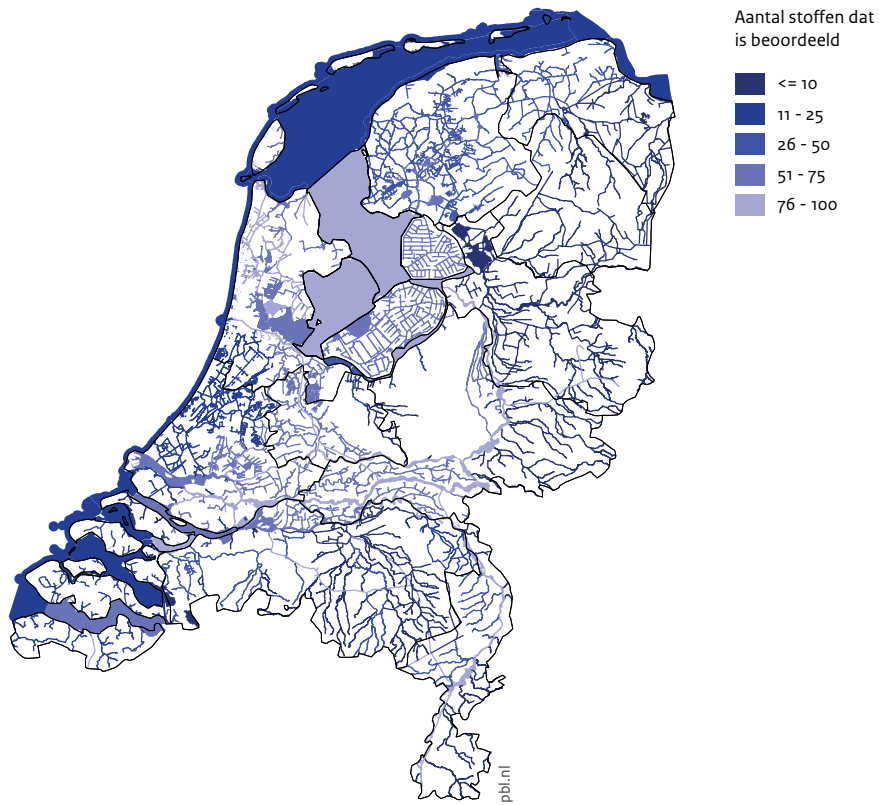 Aantal stoffen dat
is beoordeeld
<= 10
11 - 25
26 - 50
51 - 75
76 - 100
pbl.nl